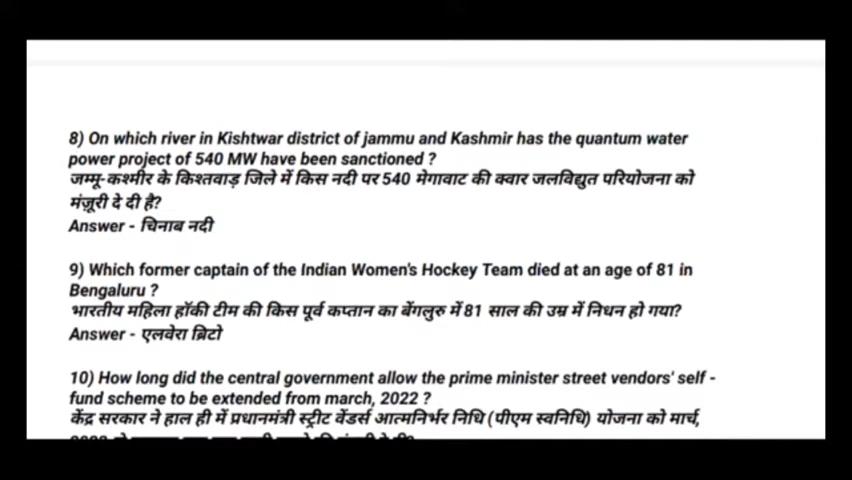 8) On which river in Kishtwar district of jammu and Kashmir has the quantum water
power project of 540 MW have been sanctioned ?
जम्मू-कश्मीर के किश्तवाड़ जिले में किस नदी पर 540 मेगावाट की क्वार जलविद्युत परियोजना को
मंज़ूरी दे दी है?
Answer - चिनाब नदी
9) Which former captain of the Indian Women's Hockey Team died at an age of 81 in
Bengaluru ?
भारतीय महिला हॉकी टीम की किस पूर्व कप्तान का बेंगलुरु में 81 साल की उम्र में निधन हो गया?
Answer - एलवेरा ब्रिटो
10) How long did the central government allow the prime minister street vendors' self -
fund scheme to be extended from march, 2022 ?
केंद्र सरकार ने हाल ही में प्रधानमंत्री स्ट्रीट वेंडर्स आत्मनिर्भर निधि (पीएम स्वनिधि) योजना को मार्च,